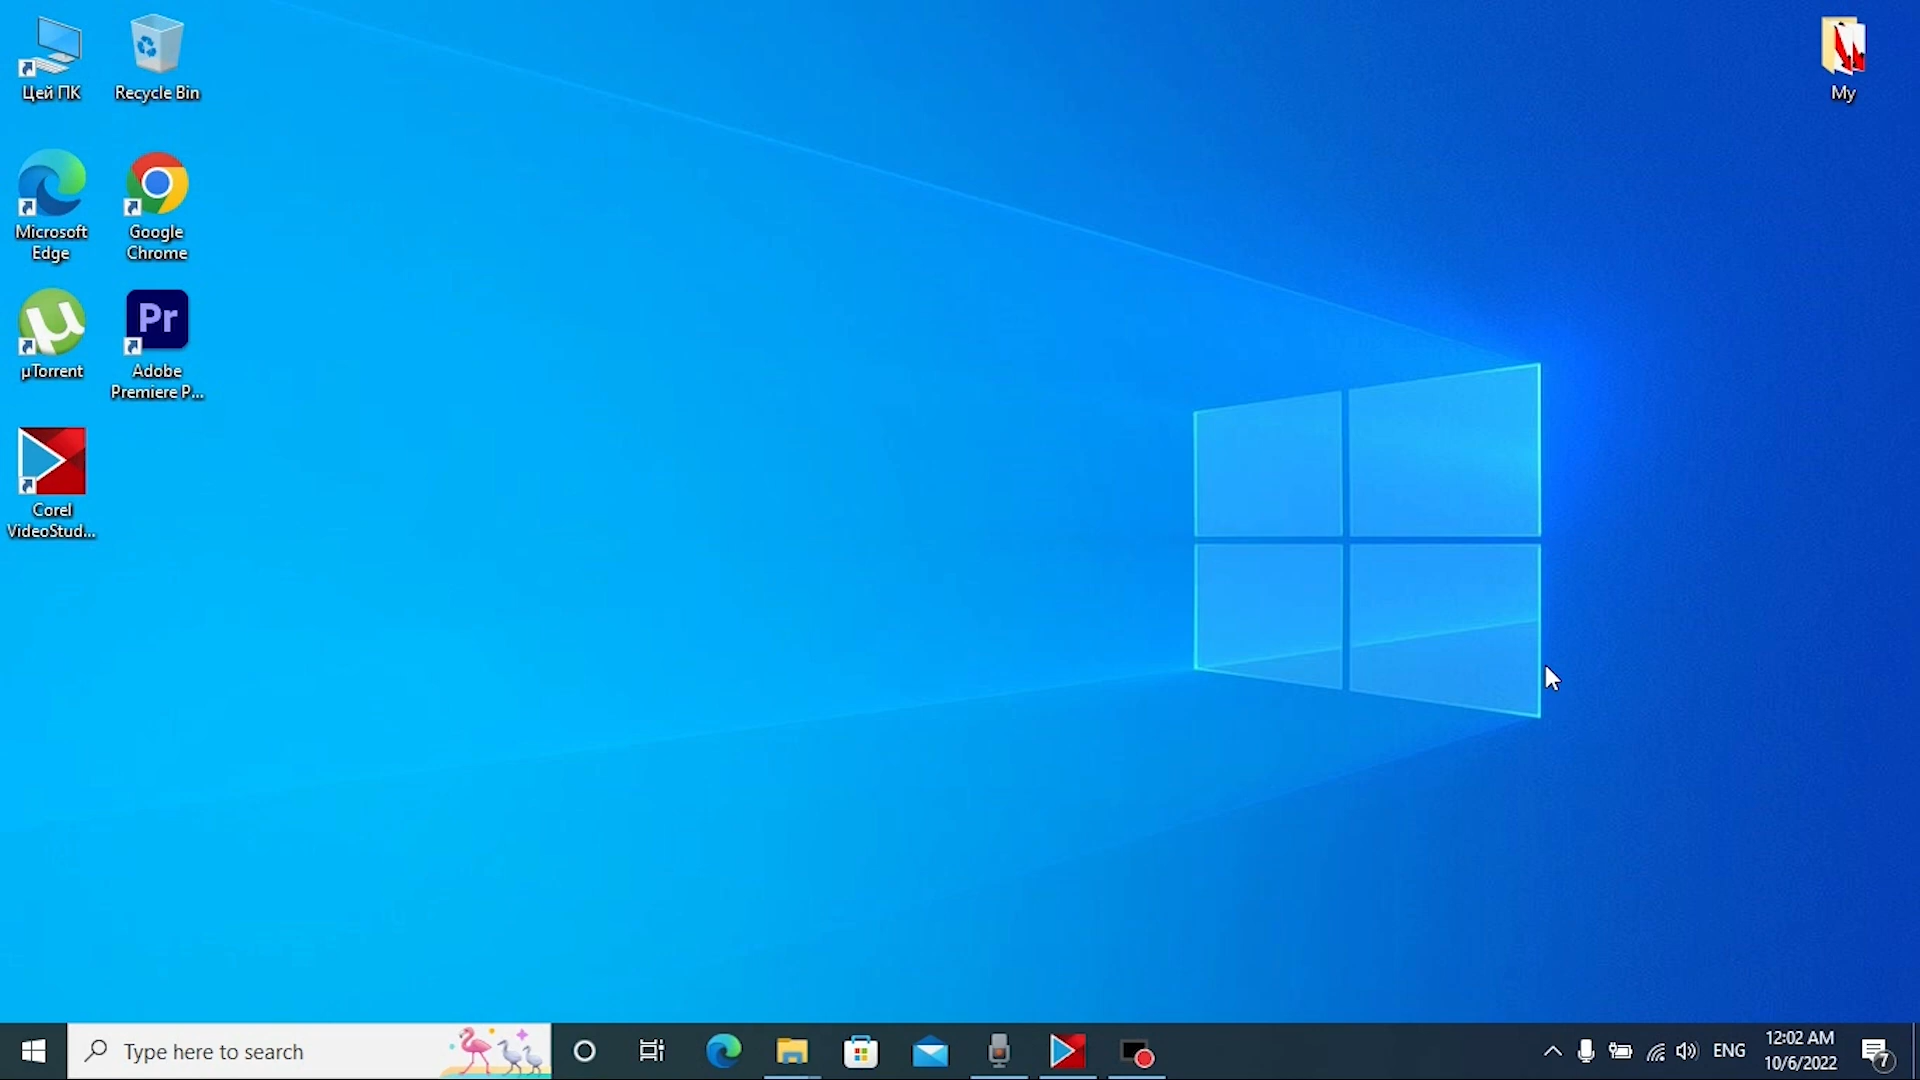 Цей ПК
Recycle Bin
My
Microsoft
Edge
Google
Chrome
µTorrent
Pr
Adobe
Premiere P...
Corel
VideoStud...
Type here to search
ENG
12:02 AM
10/6/2022
7